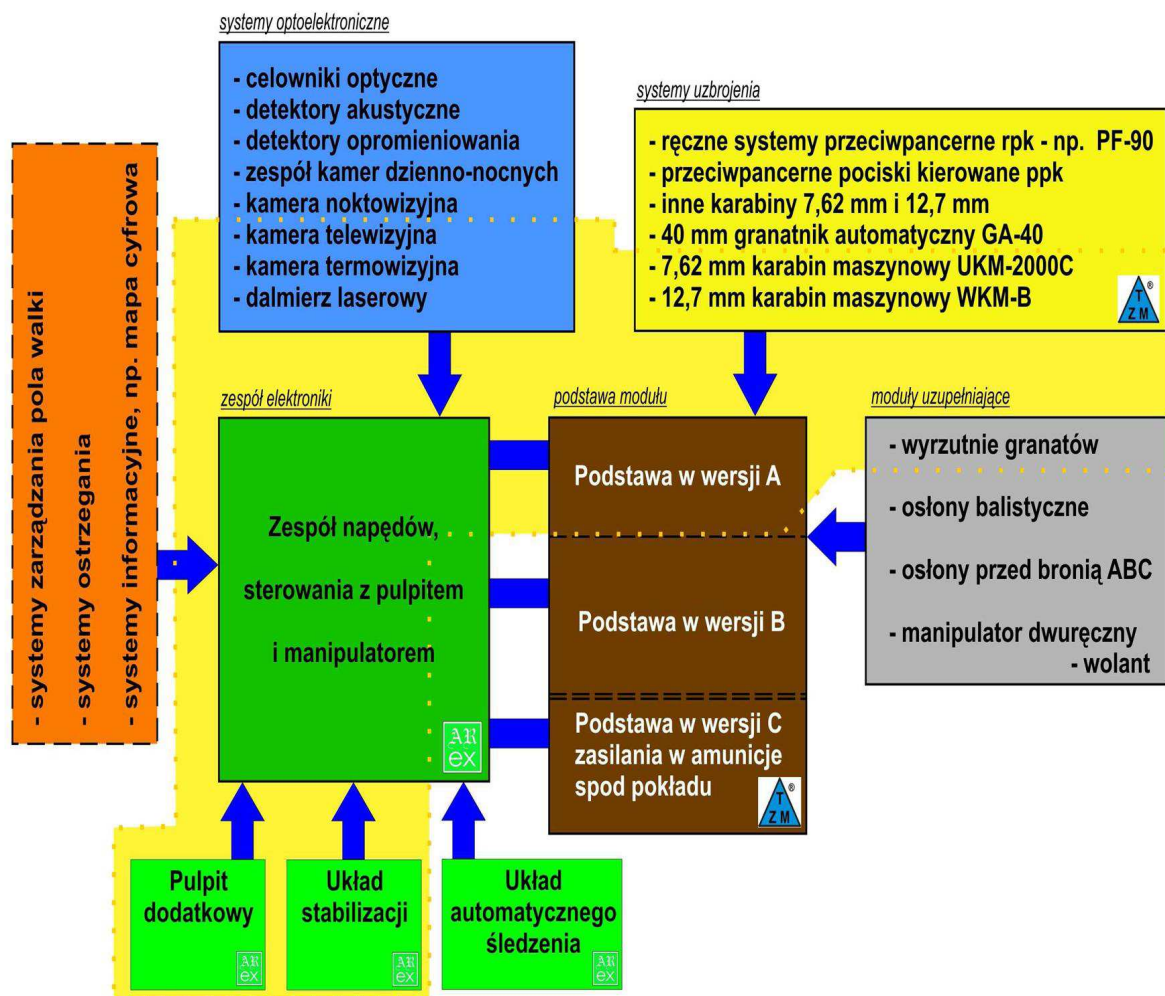 systemy optoelektroniczne
- celowniki optyczne
- detektory akustyczne
- detektory opromieniowania
- zespół kamer dzienno-nocnych
- kamera noktowizyjna
- kamera telewizyjna
- kamera termowizyjna
- dalmierz laserowy
systemy uzbrojenia
- ręczne systemy przeciwpancerne rpk - np. PF-90
- przeciwpancerne pociski kierowane ppk
- inne karabiny 7,62 mm i 12,7 mm
- 40 mm granatnik automatyczny GA-40
- 7,62 mm karabin maszynowy UKM-2000C
- 12,7 mm karabin maszynowy WKM-B
T
Z M
®
- systemy zarządzania pola walki
- systemy ostrzegania
- systemy informacyjne, np. mapa cyfrowa
zespół elektroniki
Zespół napędów,
sterowania z pulpitem
i manipulatorem
AR
ex
podstawa modułu
Podstawa w wersji A
Podstawa w wersji B
Podstawa w wersji C
zasilania w amunicje
spod pokładu
T
Z M
®
moduły uzupełniające
- wyrzutnie granatów
- osłony balistyczne
- osłony przed bronią ABC
- manipulator dwuręczny
- wolant
Pulpit
dodatkowy
AR
ex
Układ
stabilizacji
AR
ex
Układ
automatycznego
śledzenia
AR
ex